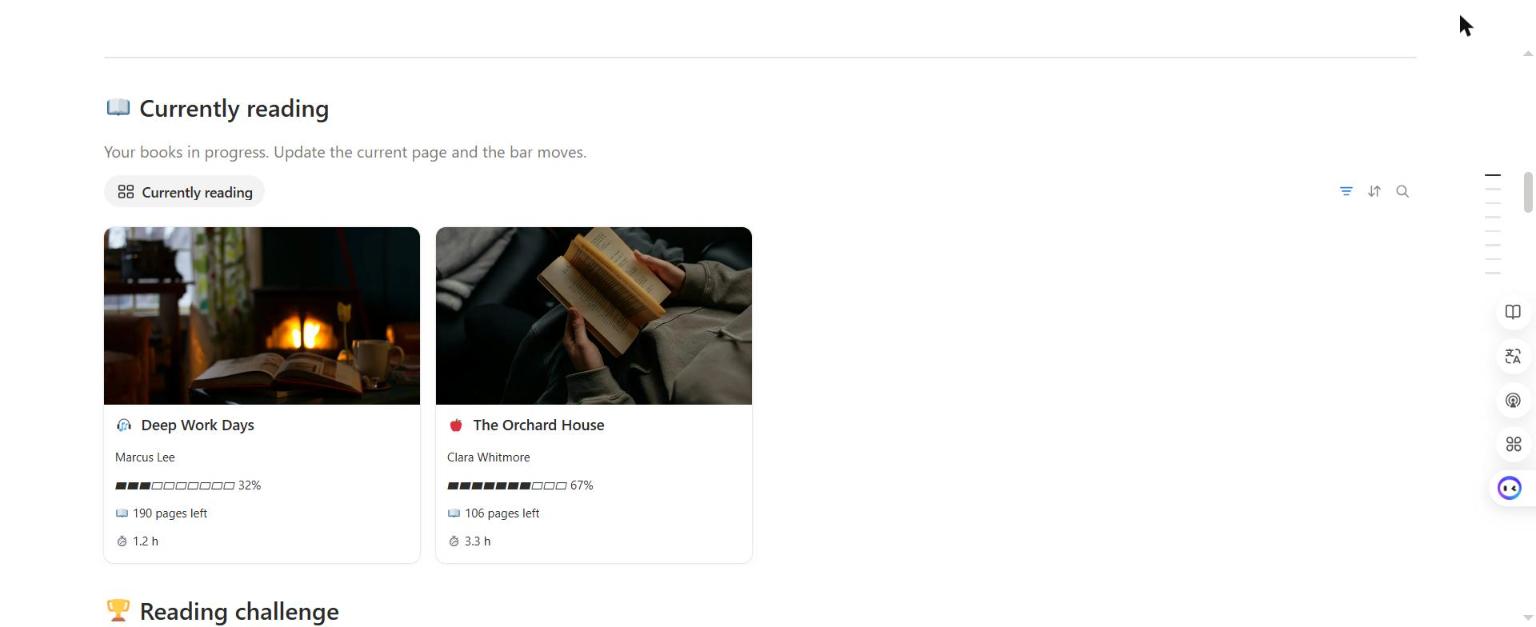 Currently reading
Your books in progress. Update the current page and the bar moves.
Currently reading
Deep Work Days
Marcus Lee
32%
190 pages left
1.2 h
The Orchard House
Clara Whitmore
67%
106 pages left
3.3 h
Reading challenge